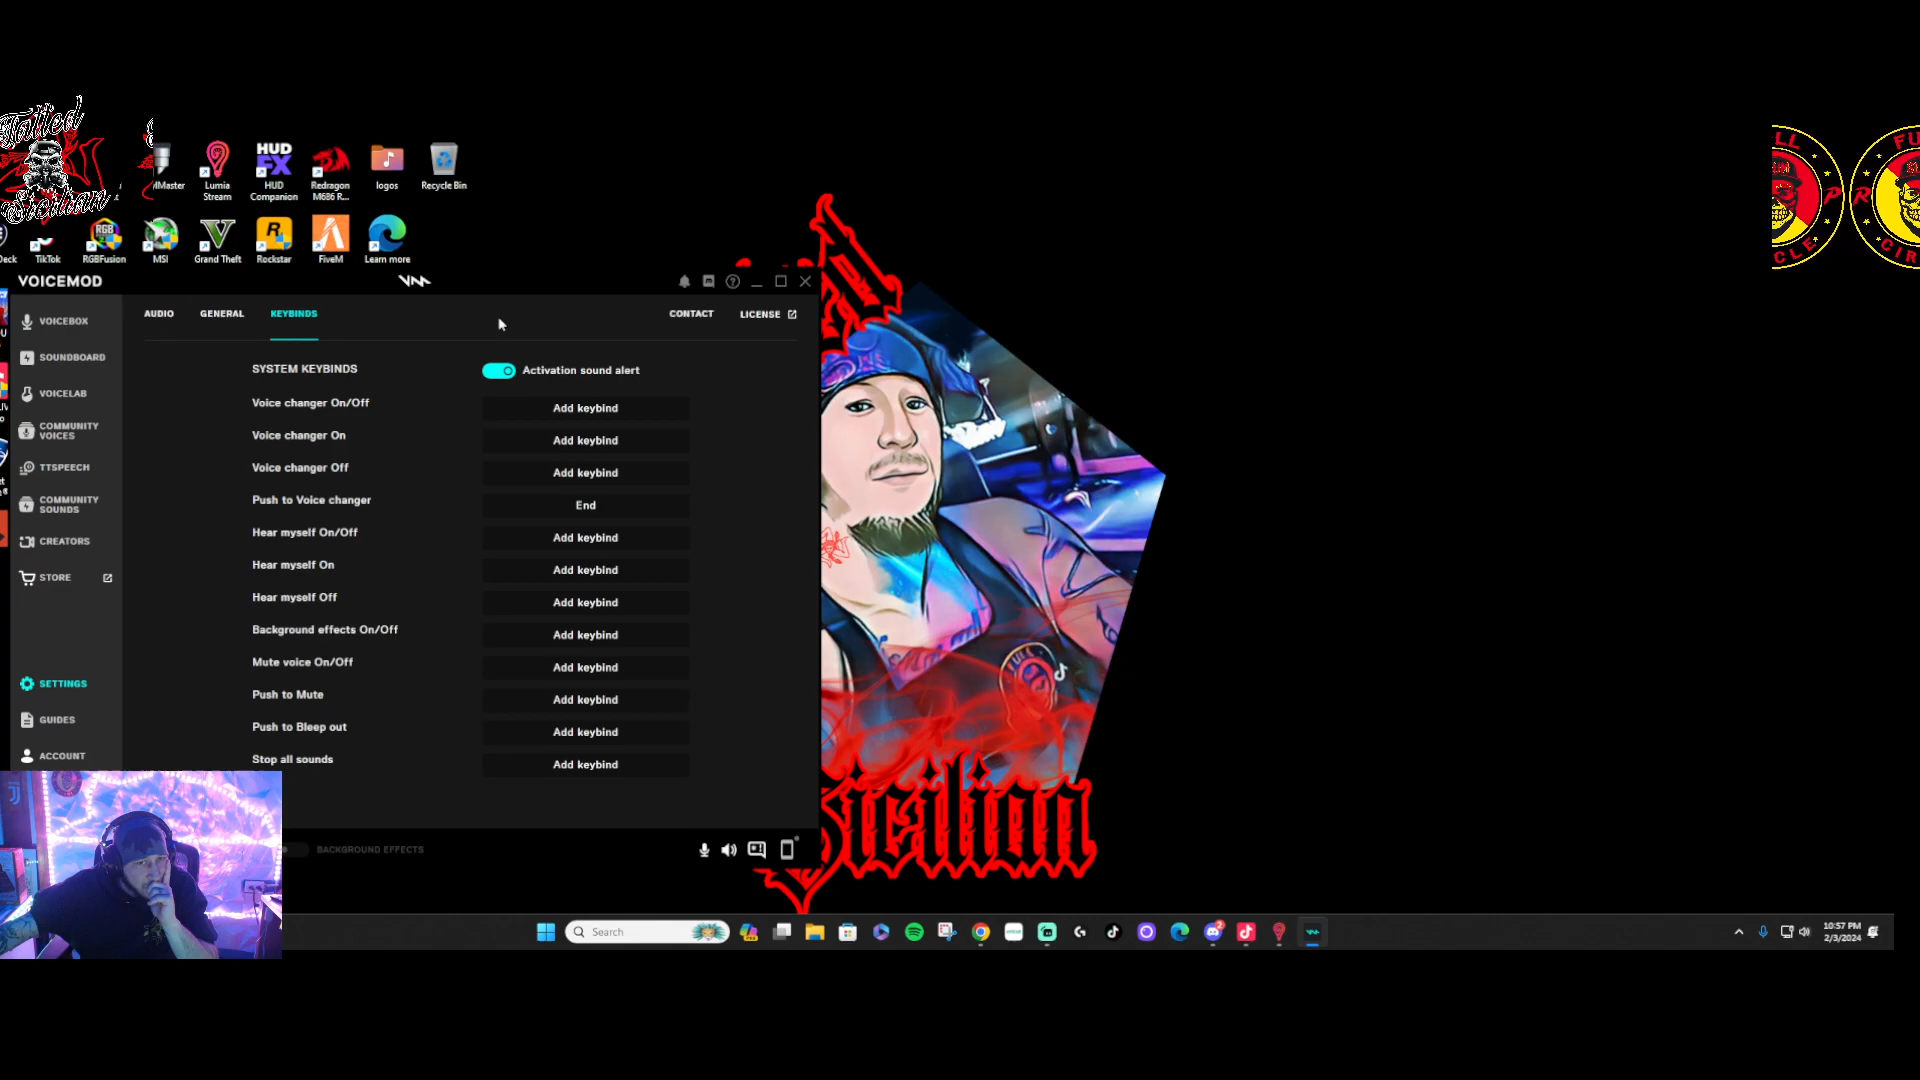 Tatted
Sicilian
Lumia
Stream
HUD
FX
HUD
Companion
Redragon
M686 R...
logos
Recycle Bin
Deck
TikTok
RGB
RGBFusion
MSI
Grand Theft
Rockstar
FiveM
Learn more
VOICEMOD
VOICEBOX
SOUNDBOARD
VOICELAB
COMMUNITY
VOICES
TTSPEECH
COMMUNITY
SOUNDS
CREATORS
STORE
SETTINGS
GUIDES
ACCOUNT
AUDIO GENERAL KEYBINDS CONTACT LICENSE
SYSTEM KEYBINDS Activation sound alert
Voice changer On/Off Add keybind
Voice changer On Add keybind
Voice changer Off Add keybind
Push to Voice changer End
Hear myself On/Off Add keybind
Hear myself On Add keybind
Hear myself Off Add keybind
Background effects On/Off Add keybind
Mute voice On/Off Add keybind
Push to Mute Add keybind
Push to Bleep out Add keybind
Stop all sounds Add keybind
BACKGROUND EFFECTS
Sicilian
Search
10:57 PM
2/3/2024